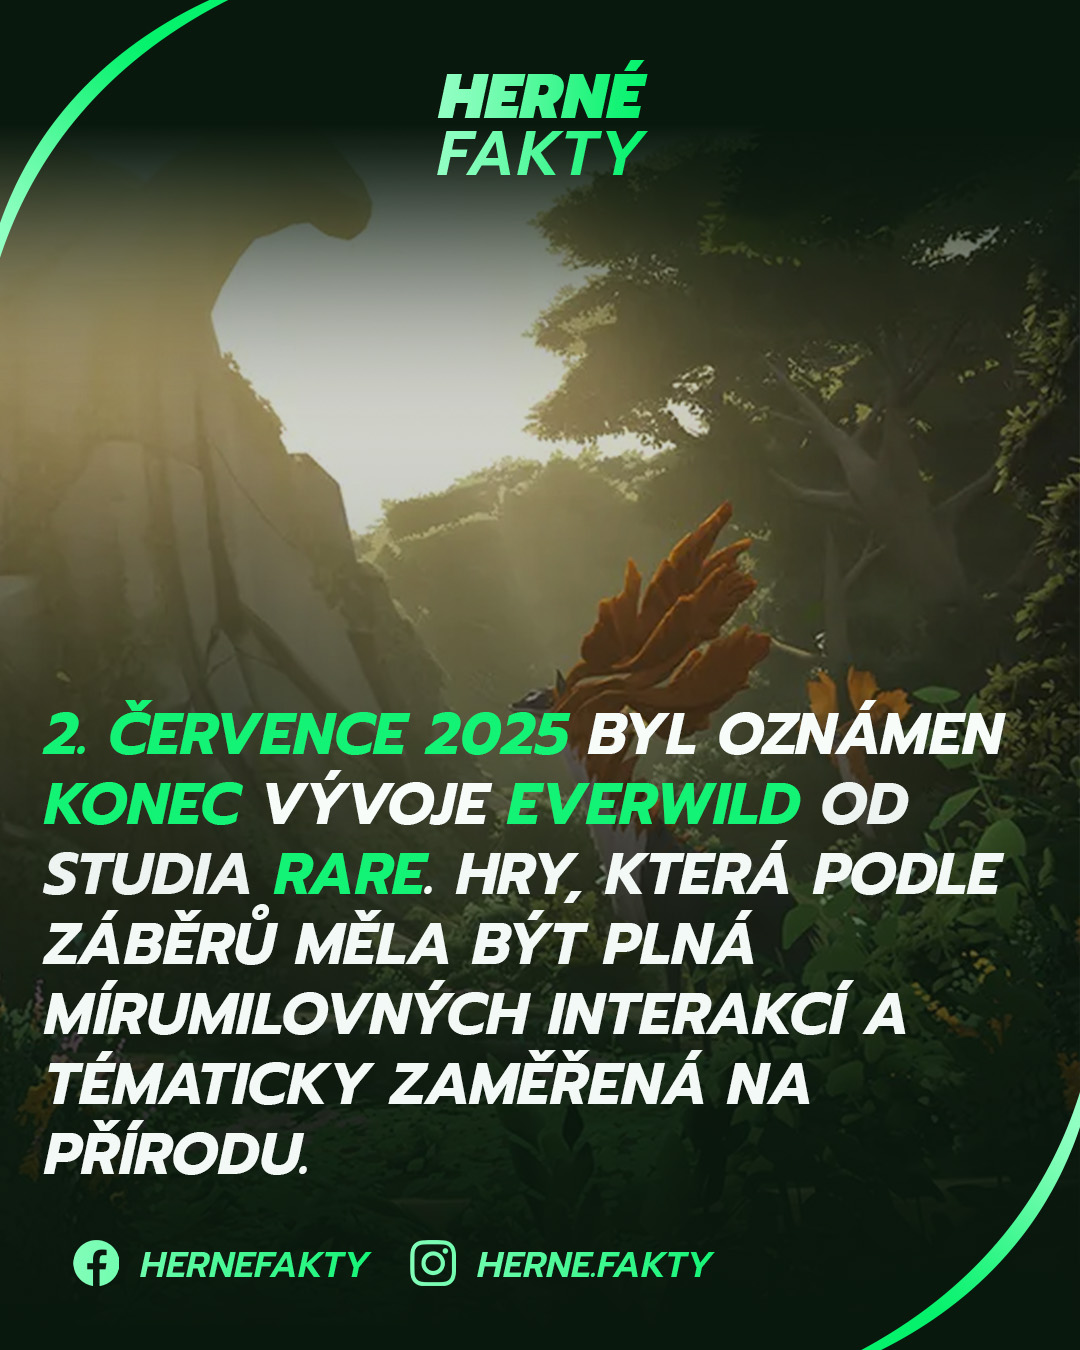 HERNÉ
FAKTY
2. ČERVENCE 2025 BYL OZNÁMEN
KONEC VÝVOJE EVERWILD OD
STUDIA RARE. HRY, KTERÁ PODLE
ZÁBĚRŮ MĚLA BÝT PLNÁ
MÍRUMILOVNÝCH INTERAKCÍ A
TÉMATICKY ZAMĚŘENÁ NA
PŘÍRODU.
HERNEFAKTY HERNE.FAKTY